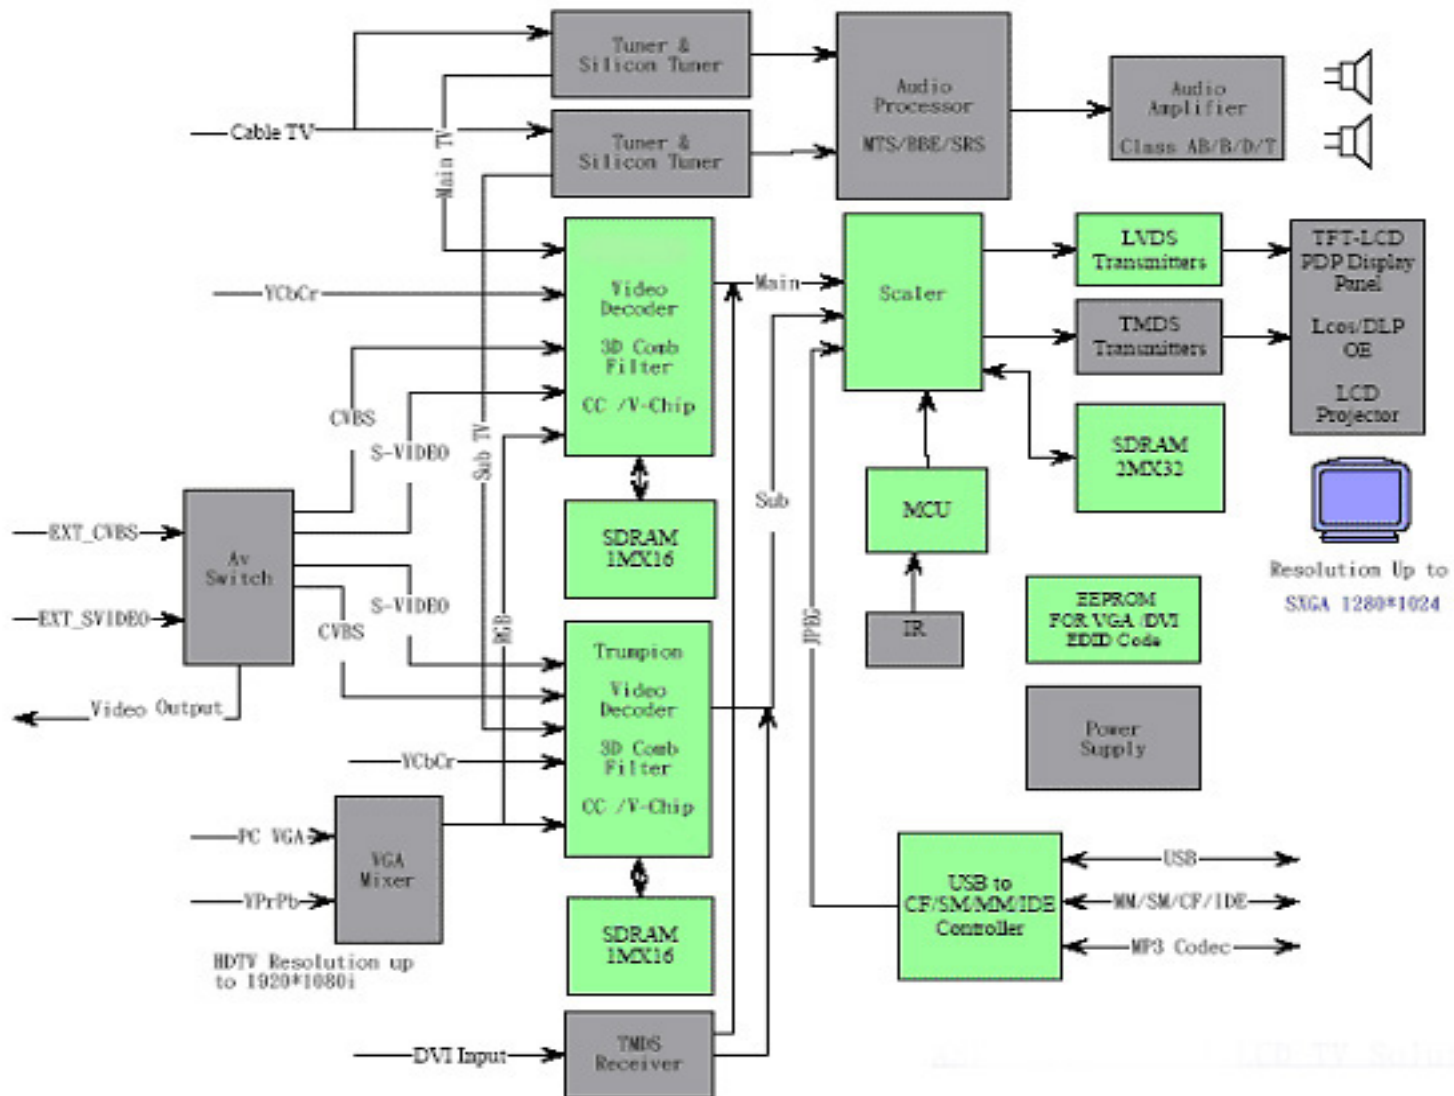 Tuner &
Silicon Tuner
Audio
Processor
MTS/BBE/SRS
Audio
Amplifier
Class AB/B/D/T
Cable TV
Tuner &
Silicon Tuner
Main TV
Video
Decoder
3D Comb
Filter
CC /V-Chip
YCbCr
Main
Scaler
LVDS
Transmitters
TMDS
Transmitters
TFT-LCD
PDP Display
Panel
Lcos/DLP
OE
LCD
Projector
CVBS
S-VIDEO
Sub TV
SDRAM
2MX32
EXT_CVBS
Av
Switch
EXT_SVIDEO
SDRAM
1MX16
Sub
MCU
IR
Resolution Up to
SXGA 1280*1024
EEPROM
FOR VGA /DVI
EDID Code
S-VIDEO
CVBS
RGB
JPEG
Video Output
Trumpion
Video
Decoder
3D Comb
Filter
CC /V-Chip
YCbCr
Power
Supply
PC VGA
YPrPb
VGA
Mixer
HDTV Resolution up
to 1920*1080i
SDRAM
1MX16
USB to
CF/SM/MM/IDE
Controller
USB
MM/SM/CF/IDE
MP3 Codec
DVI Input
TMDS
Receiver
LCD TV